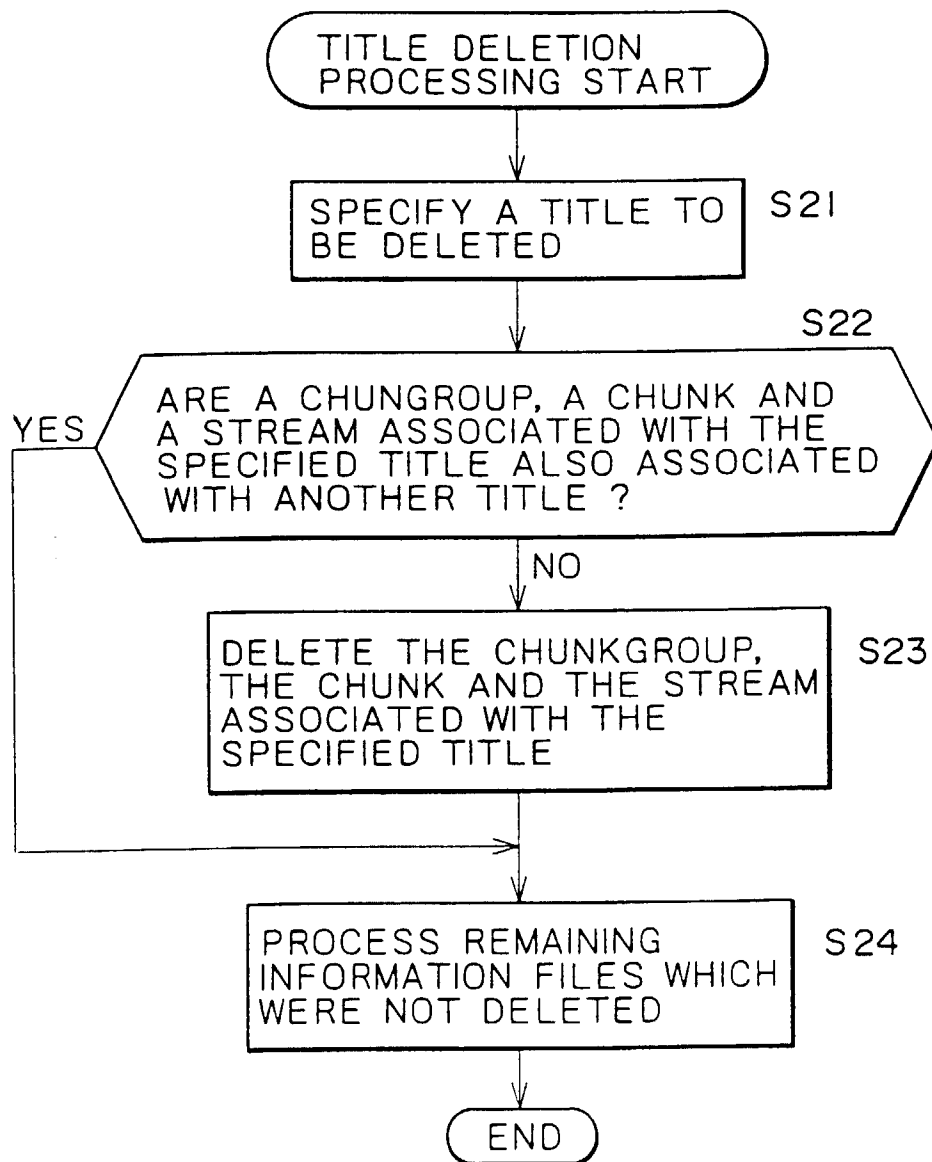 TITLE DELETION
PROCESSING START
SPECIFY A TITLE TO
BE DELETED
S21
S22
ARE A CHUNGROUP, A CHUNK AND
A STREAM ASSOCIATED WITH THE
SPECIFIED TITLE ALSO ASSOCIATED
WITH ANOTHER TITLE ?
YES
NO
DELETE THE CHUNKGROUP,
THE CHUNK AND THE STREAM
ASSOCIATED WITH THE
SPECIFIED TITLE
S23
PROCESS REMAINING
INFORMATION FILES WHICH
WERE NOT DELETED
S24
END